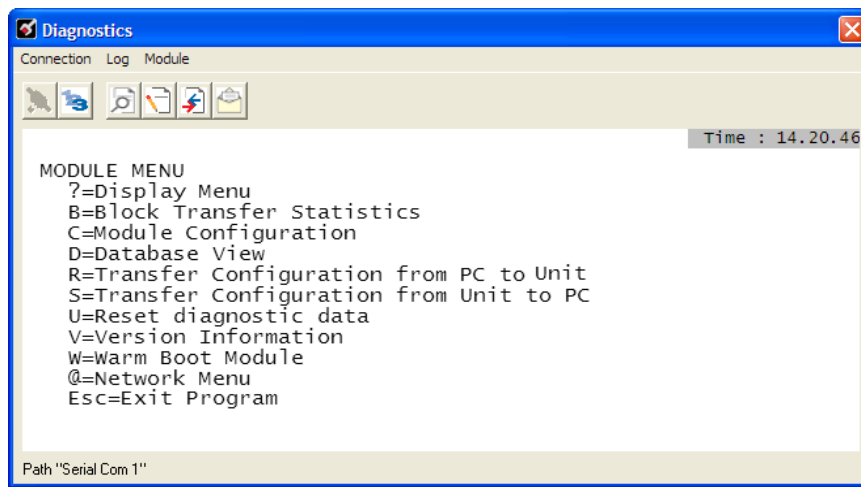 Diagnostics
Connection Log Module
Time : 14.20.46
MODULE MENU
?=Display Menu
B=Block Transfer Statistics
C=Module Configuration
D=Database View
R=Transfer Configuration from PC to Unit
S=Transfer Configuration from Unit to PC
U=Reset diagnostic data
V=Version Information
W=Warm Boot Module
@=Network Menu
Esc=Exit Program
Path "Serial Com 1"